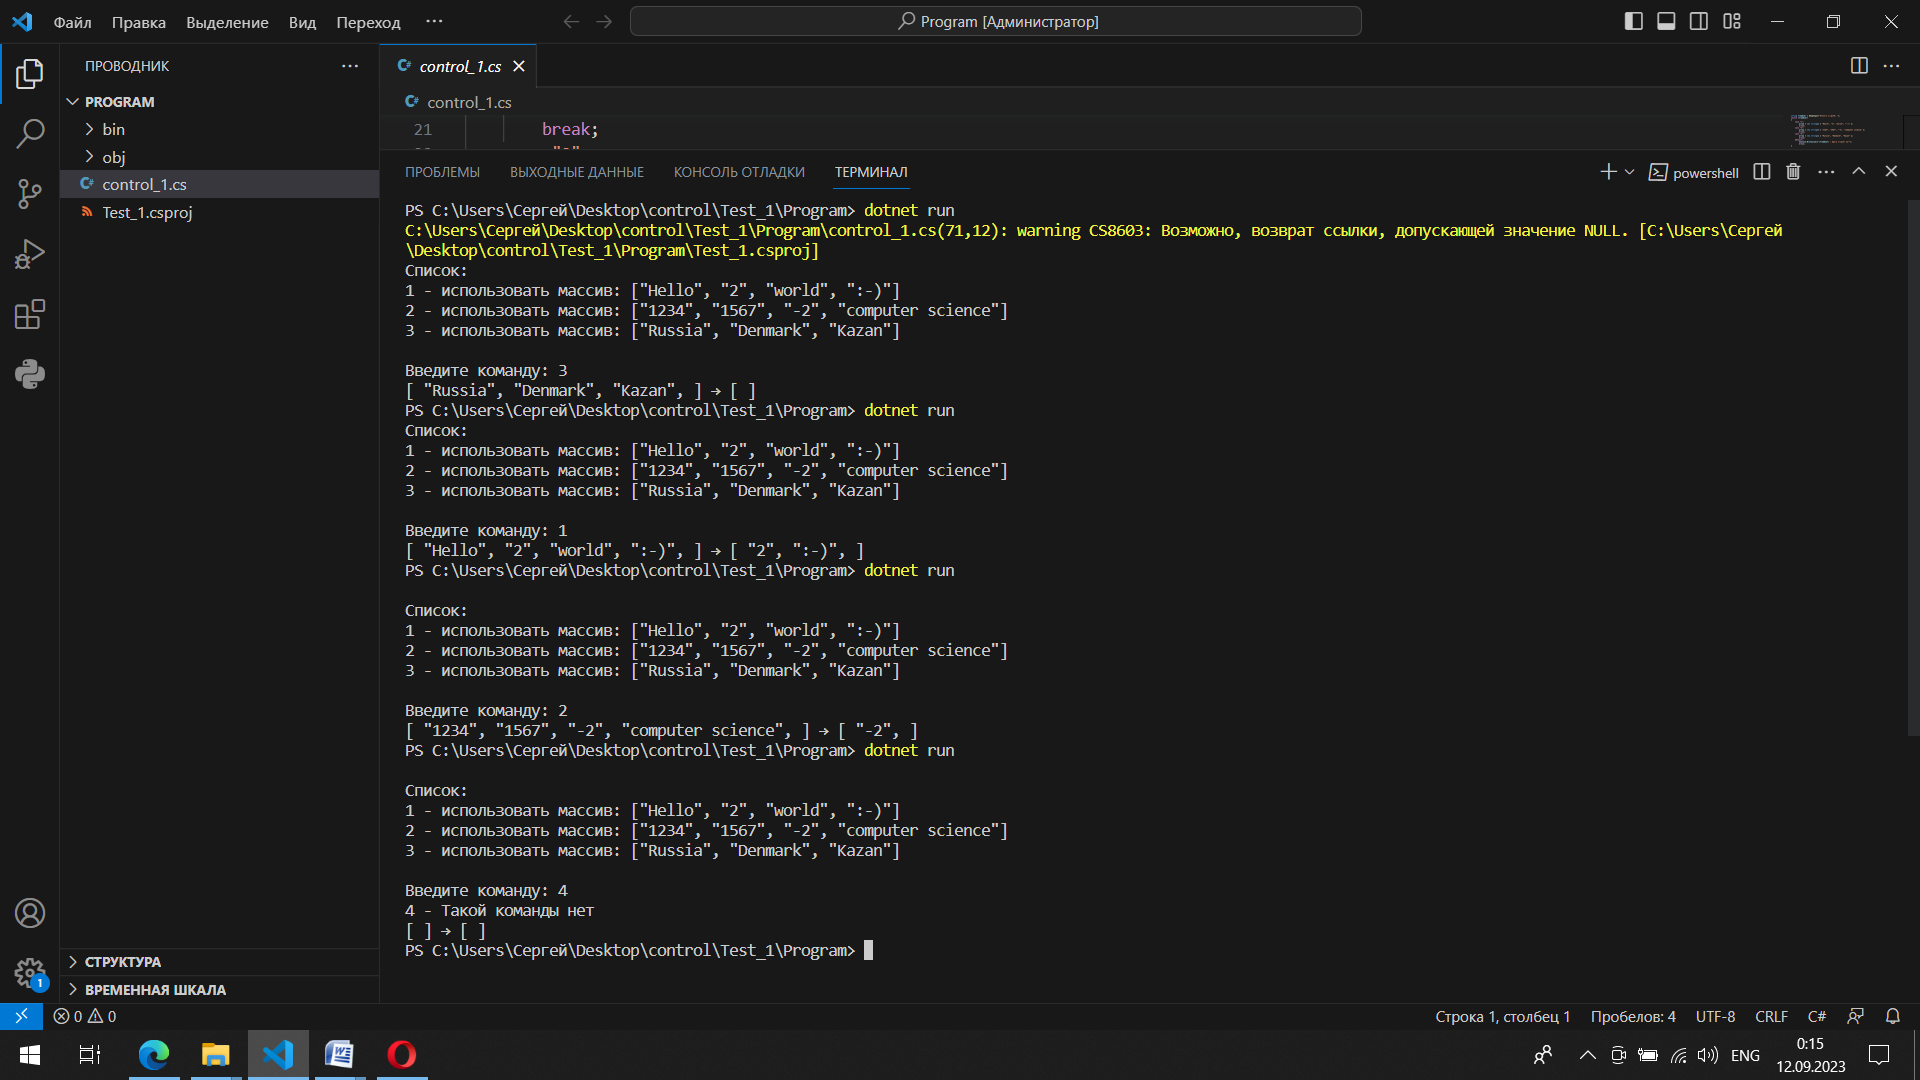 Файл Правка Выделение Вид Переход ···
Program [Администратор]
ПРОВОДНИК ···
PROGRAM
bin
obj
C# control_1.cs
Test_1.csproj
СТРУКТУРА
ВРЕМЕННАЯ ШКАЛА
C# control_1.cs
C# control_1.cs
21 break;
ПРОБЛЕМЫ ВЫХОДНЫЕ ДАННЫЕ КОНСОЛЬ ОТЛАДКИ ТЕРМИНАЛ powershell
PS C:\Users\Сергей\Desktop\control\Test_1\Program> dotnet run
C:\Users\Сергей\Desktop\control\Test_1\Program\control_1.cs(71,12): warning CS8603: Возможно, возврат ссылки, допускающей значение NULL. [C:\Users\Сергей
\Desktop\control\Test_1\Program\Test_1.csproj]
Список:
1 - использовать массив: ["Hello", "2", "world", ":-)"]
2 - использовать массив: ["1234", "1567", "-2", "computer science"]
3 - использовать массив: ["Russia", "Denmark", "Kazan"]
Введите команду: 3
[ "Russia", "Denmark", "Kazan", ] → [ ]
PS C:\Users\Сергей\Desktop\control\Test_1\Program> dotnet run
Список:
1 - использовать массив: ["Hello", "2", "world", ":-)"]
2 - использовать массив: ["1234", "1567", "-2", "computer science"]
3 - использовать массив: ["Russia", "Denmark", "Kazan"]
Введите команду: 1
[ "Hello", "2", "world", ":-)", ] → [ "2", ":-)", ]
PS C:\Users\Сергей\Desktop\control\Test_1\Program> dotnet run
Список:
1 - использовать массив: ["Hello", "2", "world", ":-)"]
2 - использовать массив: ["1234", "1567", "-2", "computer science"]
3 - использовать массив: ["Russia", "Denmark", "Kazan"]
Введите команду: 2
[ "1234", "1567", "-2", "computer science", ] → [ "-2", ]
PS C:\Users\Сергей\Desktop\control\Test_1\Program> dotnet run
Список:
1 - использовать массив: ["Hello", "2", "world", ":-)"]
2 - использовать массив: ["1234", "1567", "-2", "computer science"]
3 - использовать массив: ["Russia", "Denmark", "Kazan"]
Введите команду: 4
4 - Такой команды нет
[ ] → [ ]
PS C:\Users\Сергей\Desktop\control\Test_1\Program>
1
0 0
Строка 1, столбец 1 Пробелов: 4 UTF-8 CRLF C#
ENG
0:15
12.09.2023